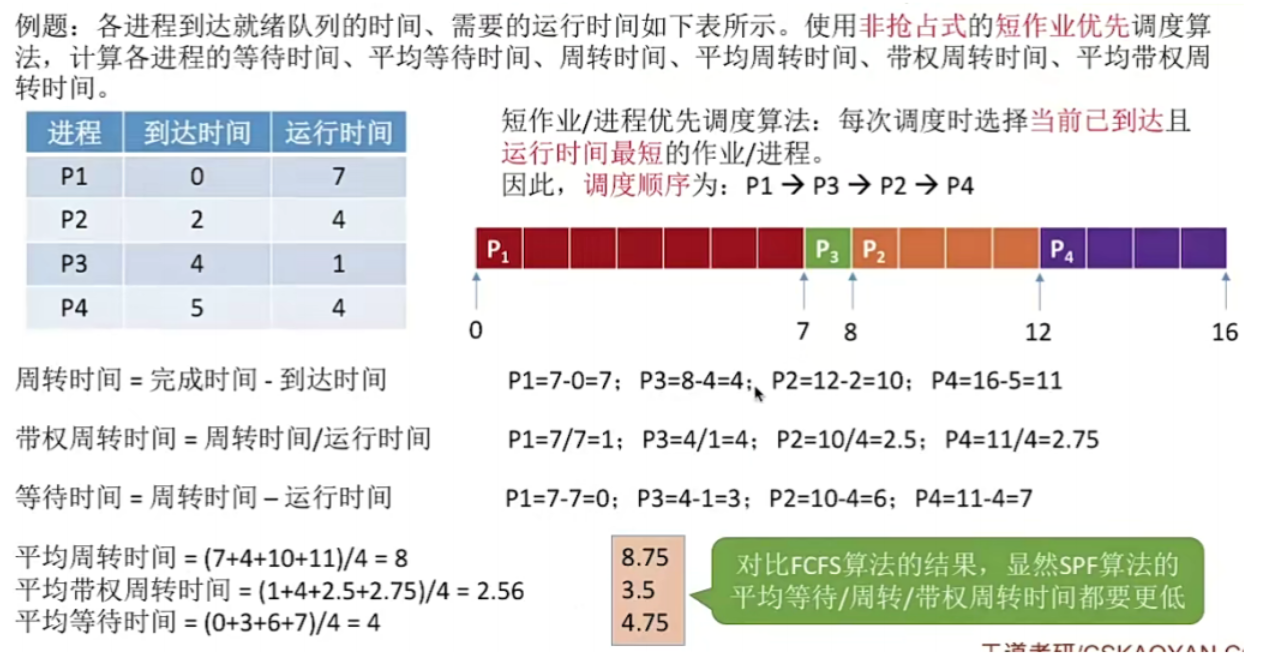 例题：各进程到达就绪队列的时间、需要的运行时间如下表所示。使用非抢占式的短作业优先调度算
法，计算各进程的等待时间、平均等待时间、周转时间、平均周转时间、带权周转时间、平均带权周
转时间。
进程 到达时间 运行时间
P1 0 7
P2 2 4
P3 4 1
P4 5 4
短作业/进程优先调度算法：每次调度时选择当前已到达且
运行时间最短的作业/进程。
因此，调度顺序为：P1 → P3 → P2 → P4
P₁ P₃ P₂ P₄
0 7 8 12 16
周转时间 = 完成时间 - 到达时间 P1=7-0=7；P3=8-4=4；P2=12-2=10；P4=16-5=11
带权周转时间 = 周转时间/运行时间 P1=7/7=1；P3=4/1=4；P2=10/4=2.5；P4=11/4=2.75
等待时间 = 周转时间 – 运行时间 P1=7-7=0；P3=4-1=3；P2=10-4=6；P4=11-4=7
平均周转时间 = (7+4+10+11)/4 = 8
平均带权周转时间 = (1+4+2.5+2.75)/4 = 2.56
平均等待时间 = (0+3+6+7)/4 = 4
8.75
3.5
4.75
对比FCFS算法的结果，显然SPF算法的
平均等待/周转/带权周转时间都要更低